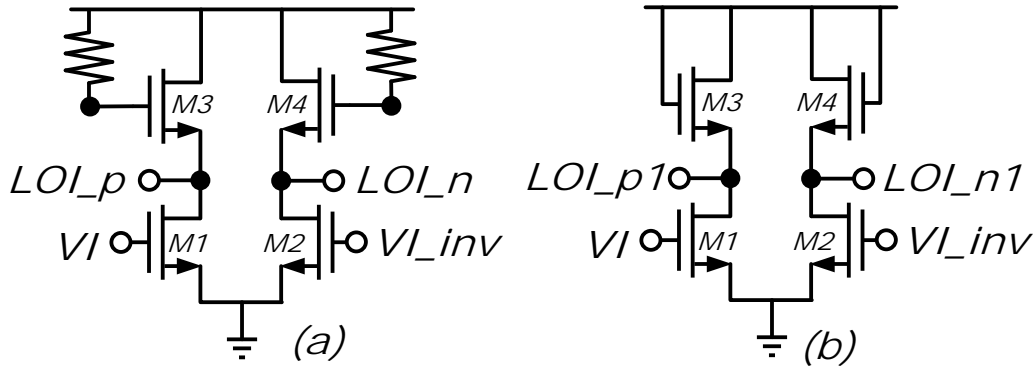 M3 M4 M3 M4
LOI_p LOI_n LOI_p1 LOI_n1
VI M1 M2 VI_inv VI M1 M2 VI_inv
(a) (b)